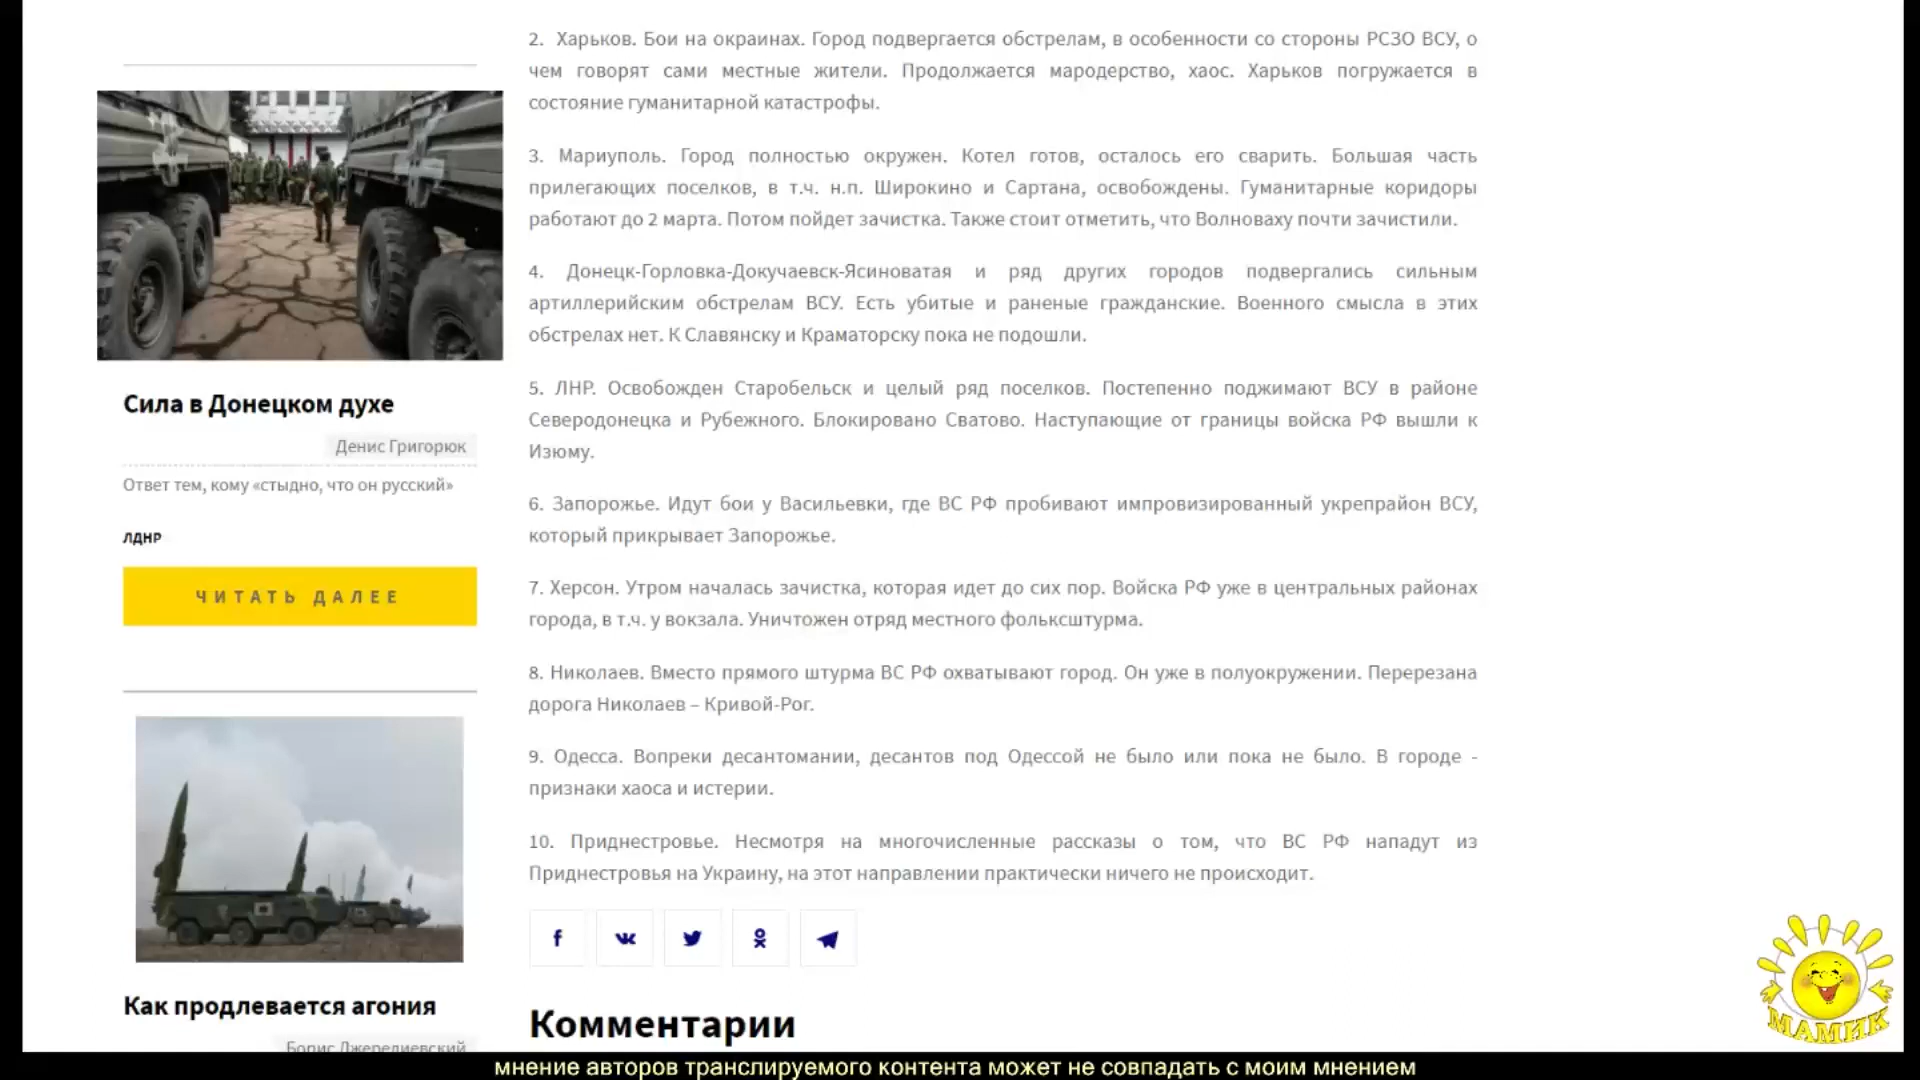 2. Харьков. Бои на окраинах. Город подвергается обстрелам, в особенности со стороны РСЗО ВСУ, о
чем говорят сами местные жители. Продолжается мародерство, хаос. Харьков погружается в
состояние гуманитарной катастрофы.
3. Мариуполь. Город полностью окружен. Котел готов, осталось его сварить. Большая часть
прилегающих поселков, в т.ч. н.п. Широкино и Сартана, освобождены. Гуманитарные коридоры
работают до 2 марта. Потом пойдет зачистка. Также стоит отметить, что Волноваху почти зачистили.
4. Донецк-Горловка-Докучаевск-Ясиноватая и ряд других городов подвергались сильным
артиллерийским обстрелам ВСУ. Есть убитые и раненые гражданские. Военного смысла в этих
обстрелах нет. К Славянску и Краматорску пока не подошли.
5. ЛНР. Освобожден Старобельск и целый ряд поселков. Постепенно поджимают ВСУ в районе
Северодонецка и Рубежного. Блокировано Сватово. Наступающие от границы войска РФ вышли к
Изюму.
6. Запорожье. Идут бои у Васильевки, где ВС РФ пробивают импровизированный укрепрайон ВСУ,
который прикрывает Запорожье.
7. Херсон. Утром началась зачистка, которая идет до сих пор. Войска РФ уже в центральных районах
города, в т.ч. у вокзала. Уничтожен отряд местного фольксштурма.
8. Николаев. Вместо прямого штурма ВС РФ охватывают город. Он уже в полуокружении. Перерезана
дорога Николаев – Кривой-Рог.
9. Одесса. Вопреки десантомании, десантов под Одессой не было или пока не было. В городе -
признаки хаоса и истерии.
10. Приднестровье. Несмотря на многочисленные рассказы о том, что ВС РФ нападут из
Приднестровья на Украину, на этот направлении практически ничего не происходит.
Комментарии
Сила в Донецком духе
Денис Григорюк
Ответ тем, кому «стыдно, что он русский»
ЛДНР
ЧИТАТЬ ДАЛЕЕ
Как продлевается агония
Борис Джерелиевский
МАМИК
мнение авторов транслируемого контента может не совпадать с моим мнением